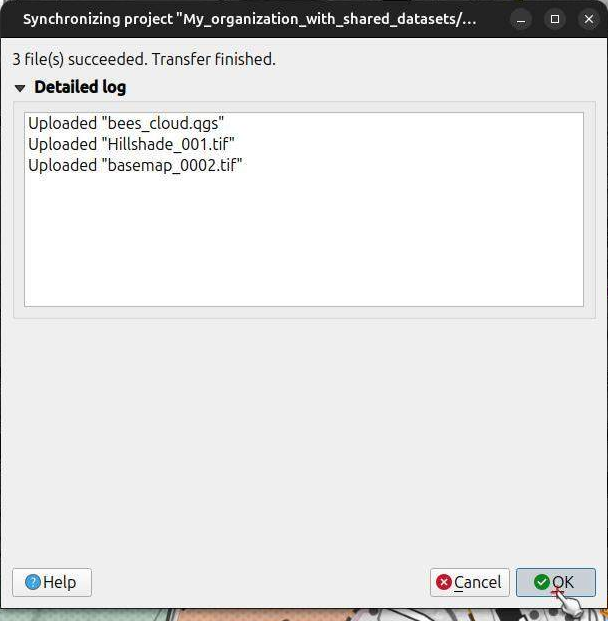 Synchronizing project "My_organization_with_shared_datasets/...
3 file(s) succeeded. Transfer finished.
Detailed log
Uploaded "bees_cloud.qgs"
Uploaded "Hillshade_001.tif"
Uploaded "basemap_0002.tif"
Help
Cancel
OK